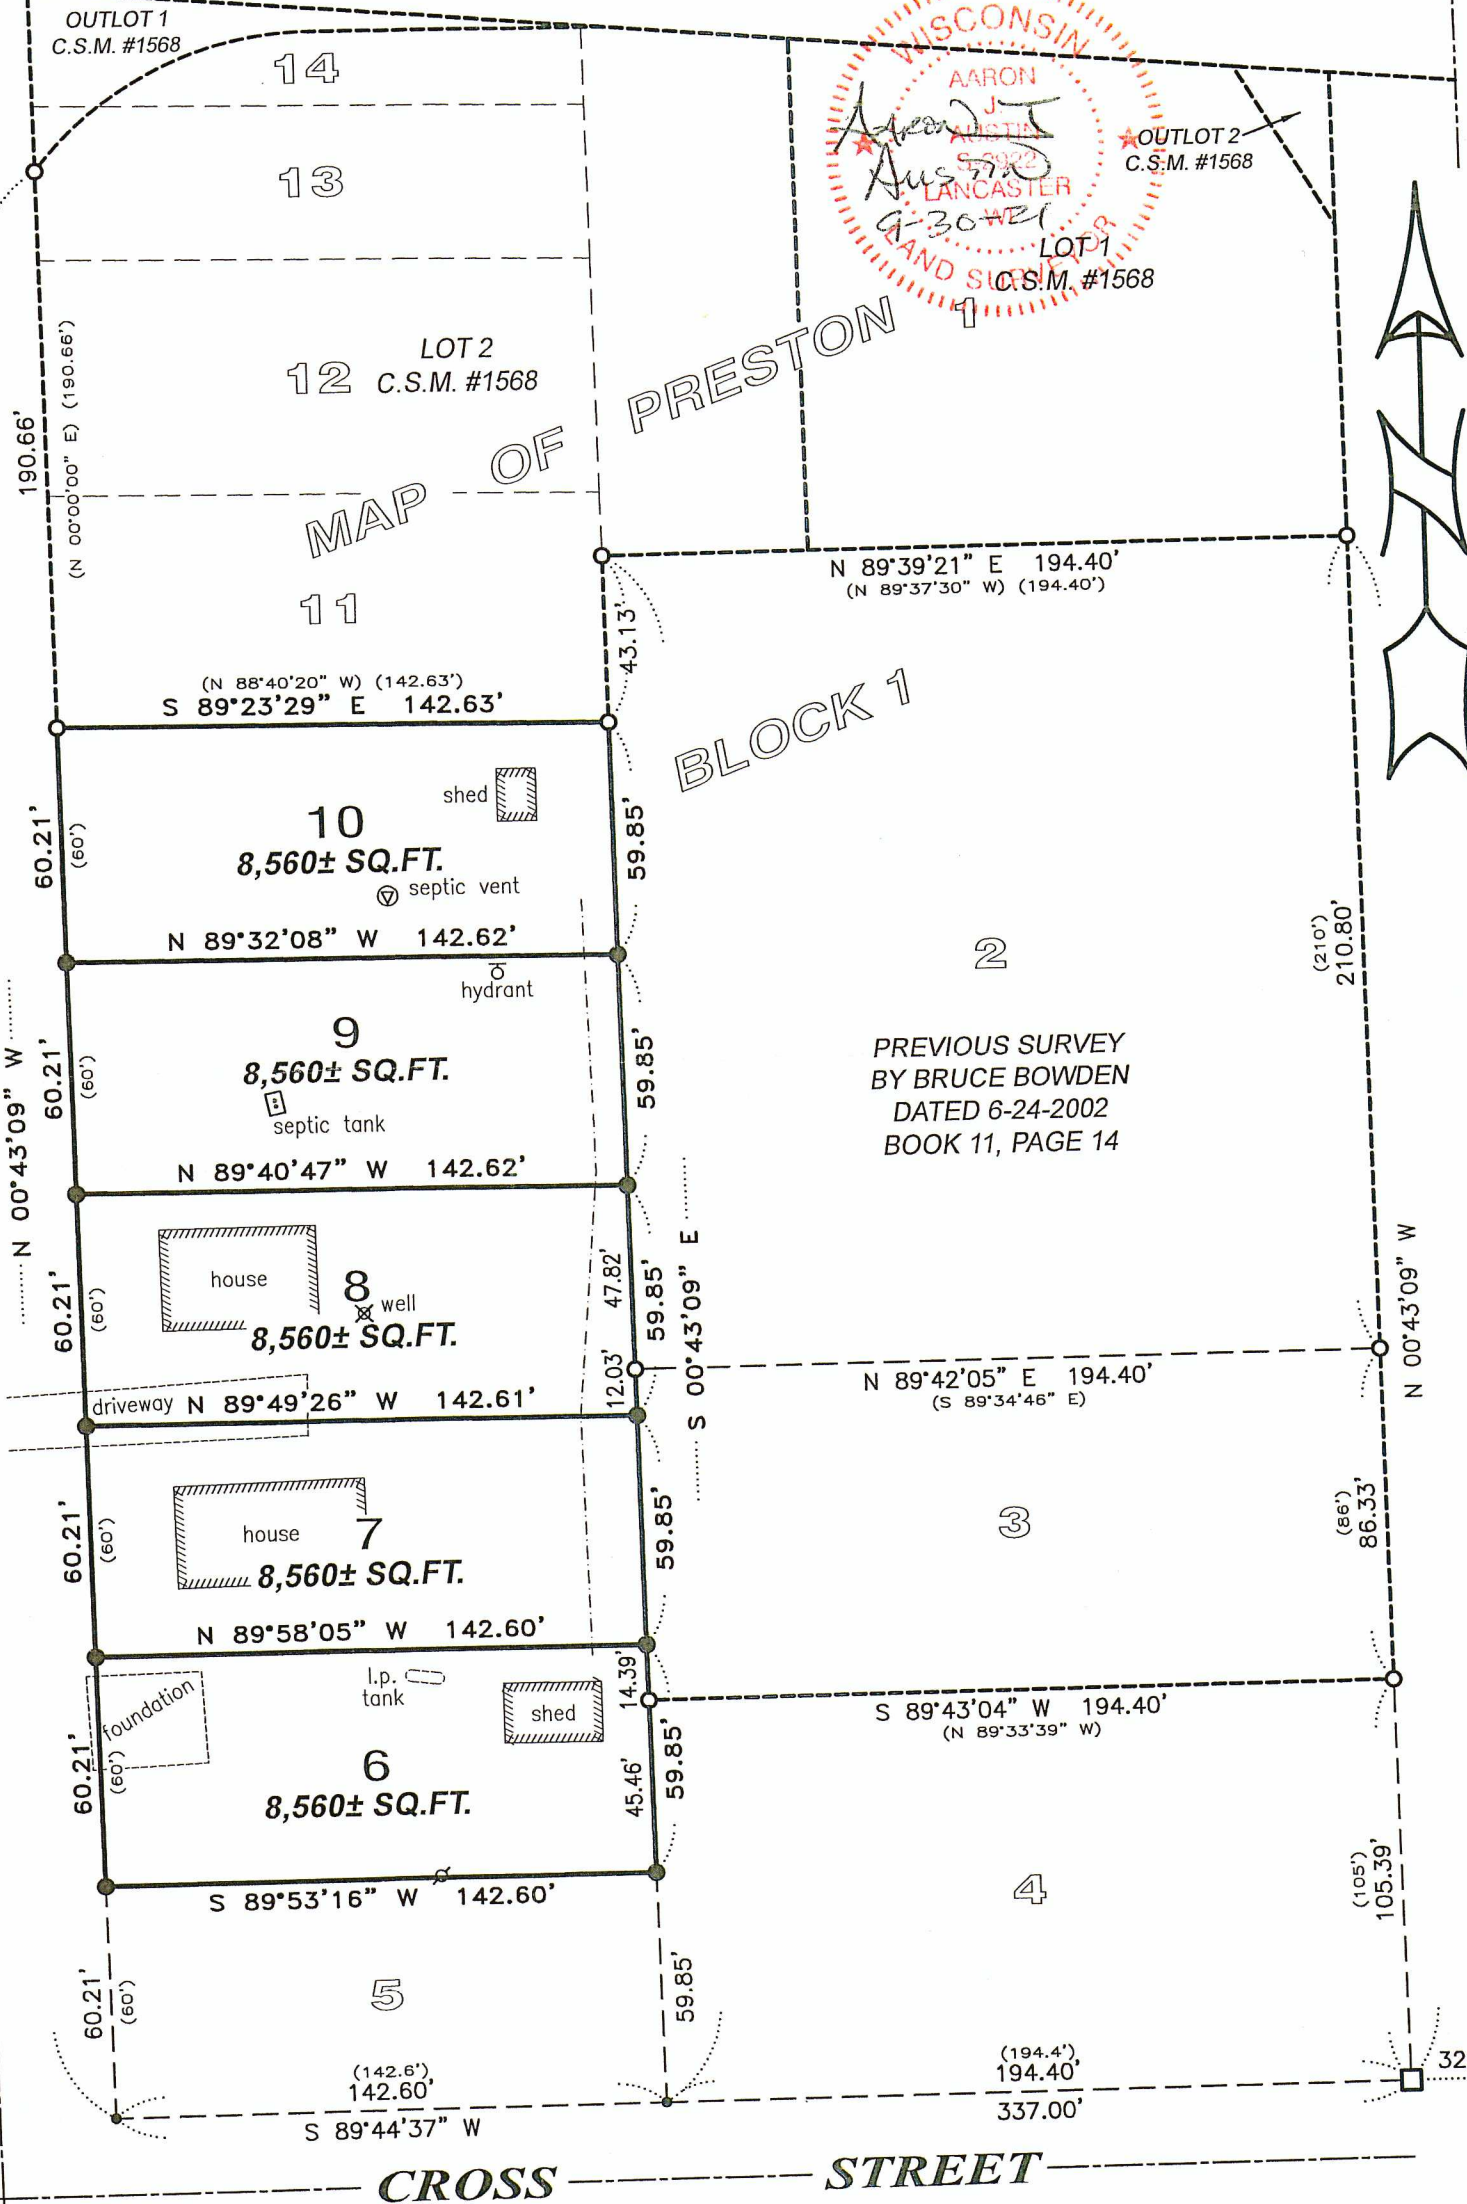 OUTLOT 1
C.S.M. #1568
14
WISCONSIN
AARON
J.
AUSTIN
S-2922
LANCASTER
WI
LAND SURVEYOR
Aaron J
Austin
9-30-21
OUTLOT 2
C.S.M. #1568
13
LOT 1
C.S.M. #1568
1
190.66'
(N 00°00'00" E) (190.66')
12
LOT 2
C.S.M. #1568
MAP OF PRESTON
N 89°39'21" E 194.40'
(N 89°37'30" W) (194.40')
11
43.13'
(N 88°40'20" W) (142.63')
S 89°23'29" E 142.63'
BLOCK 1
shed
10
8,560± SQ.FT.
septic vent
60.21'
(60')
59.85'
N 89°32'08" W 142.62'
hydrant
2
(210')
210.80'
9
8,560± SQ.FT.
septic tank
60.21'
(60')
59.85'
N 00°43'09" W
PREVIOUS SURVEY
BY BRUCE BOWDEN
DATED 6-24-2002
BOOK 11, PAGE 14
N 89°40'47" W 142.62'
house
8
well
8,560± SQ.FT.
60.21'
(60')
47.82'
59.85'
S 00°43'09" E
N 00°43'09" W
12.03'
N 89°42'05" E 194.40'
(S 89°34'46" E)
driveway
N 89°49'26" W 142.61'
house
7
8,560± SQ.FT.
60.21'
(60')
59.85'
3
(86')
86.33'
N 89°58'05" W 142.60'
l.p.
tank
foundation
shed
14.39'
S 89°43'04" W 194.40'
(N 89°33'39" W)
6
8,560± SQ.FT.
60.21'
(60')
45.46'
59.85'
S 89°53'16" W 142.60'
4
(105')
105.39'
5
60.21'
(60')
59.85'
(142.6')
142.60'
S 89°44'37" W
(194.4')
194.40'
337.00'
32
CROSS STREET